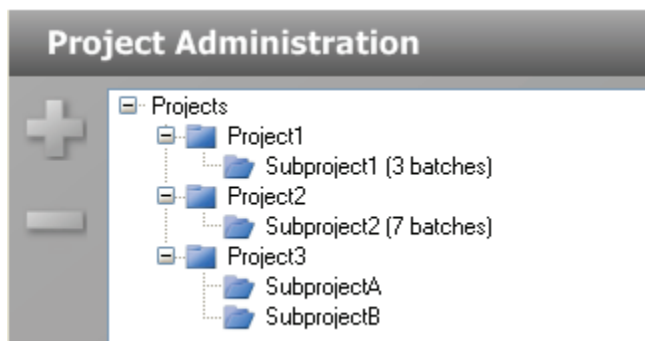 Project Administration
Projects
Project1
Subproject1 (3 batches)
Project2
Subproject2 (7 batches)
Project3
SubprojectA
SubprojectB